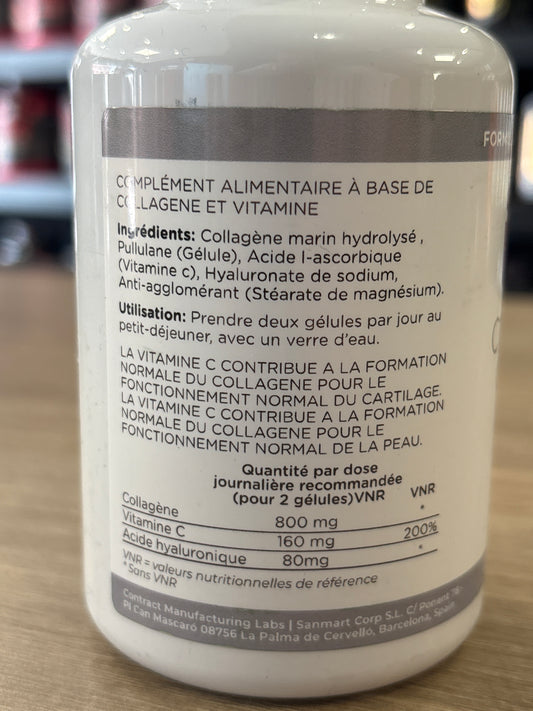 COMPLÉMENT ALIMENTAIRE À BASE DE
COLLAGENE ET VITAMINE
Ingrédients: Collagène marin hydrolysé,
Pullulane (Gélule), Acide l-ascorbique
(Vitamine c), Hyaluronate de sodium,
Anti-agglomérant (Stéarate de magnésium).
Utilisation: Prendre deux gélules par jour au
petit-déjeuner, avec un verre d'eau.
LA VITAMINE C CONTRIBUE A LA FORMATION
NORMALE DU COLLAGENE POUR LE
FONCTIONNEMENT NORMAL DU CARTILAGE.
LA VITAMINE C CONTRIBUE A LA FORMATION
NORMALE DU COLLAGENE POUR LE
FONCTIONNEMENT NORMAL DE LA PEAU.
Quantité par dose
journalière recommandée
(pour 2 gélules)VNR VNR
Collagène 800 mg *
Vitamine C 160 mg 200%
Acide hyaluronique 80mg *
VNR = valeurs nutritionnelles de référence
* Sans VNR
Contract Manufacturing Labs | Sanmart Corp S.L. C/ Ponent 76-
Pl Can Mascaró 08756 La Palma de Cervelló, Barcelona, Spain